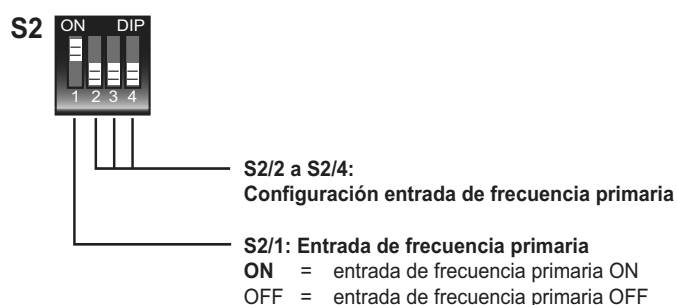 S2
ON DIP
1 2 3 4
S2/2 a S2/4:
Configuración entrada de frecuencia primaria
S2/1: Entrada de frecuencia primaria
ON = entrada de frecuencia primaria ON
OFF = entrada de frecuencia primaria OFF